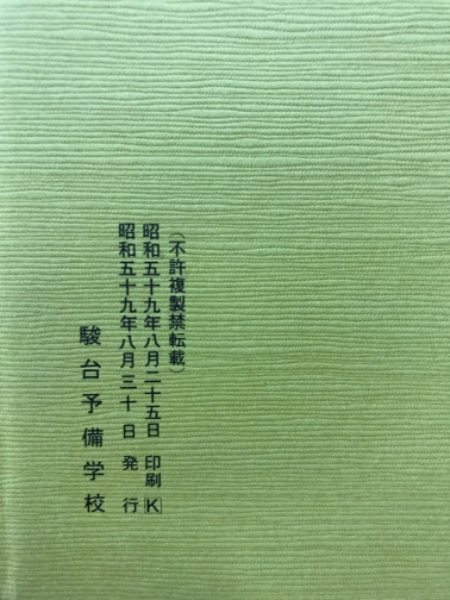 （不許複製禁転載）
昭和五十九年八月二十五日 印刷［K］
昭和五十九年八月三十日 発行
駿台予備学校